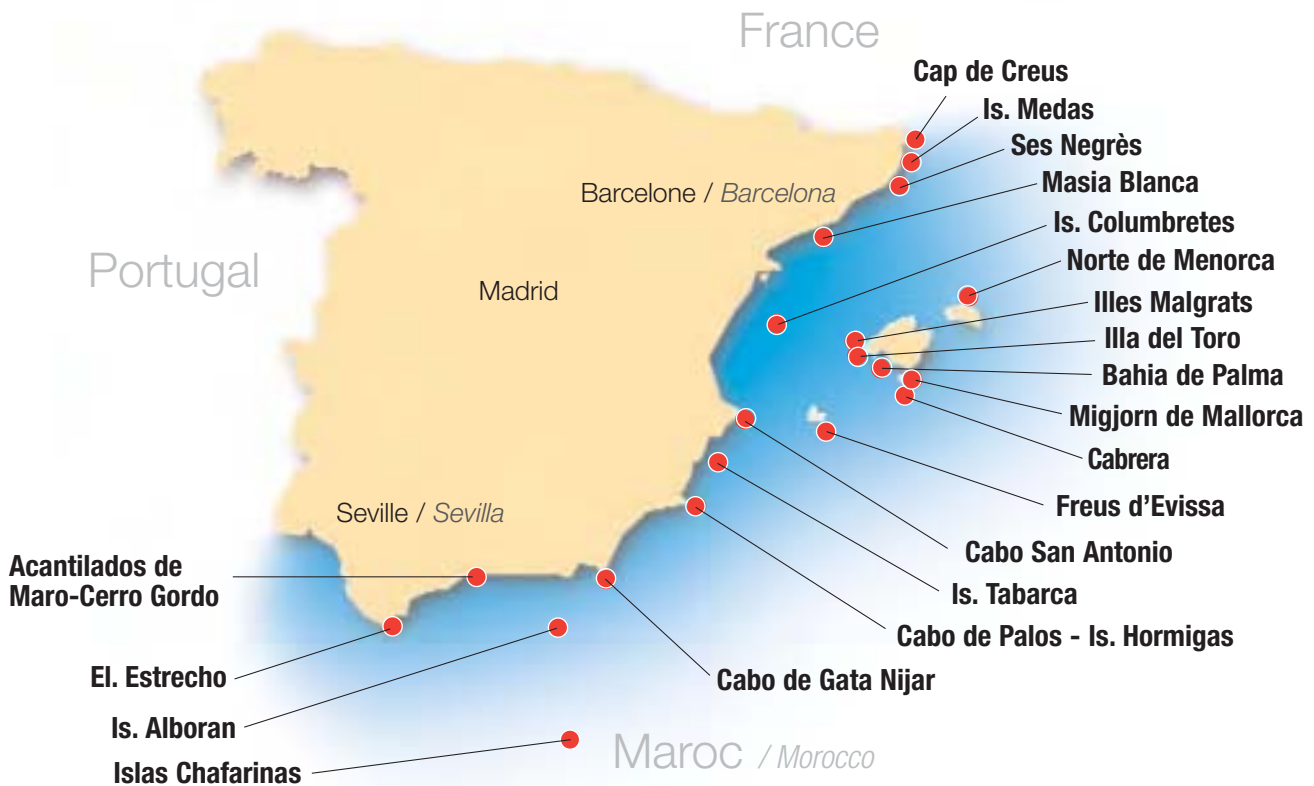 France
Cap de Creus
Is. Medas
Ses Negrès
Masia Blanca
Barcelone / Barcelona
Is. Columbretes
Norte de Menorca
Portugal
Madrid
Illes Malgrats
Illa del Toro
Bahia de Palma
Migjorn de Mallorca
Cabrera
Freus d’Evissa
Seville / Sevilla
Cabo San Antonio
Acantilados de
Maro-Cerro Gordo
Is. Tabarca
Cabo de Palos - Is. Hormigas
El. Estrecho
Cabo de Gata Nijar
Is. Alboran
Maroc / Morocco
Islas Chafarinas